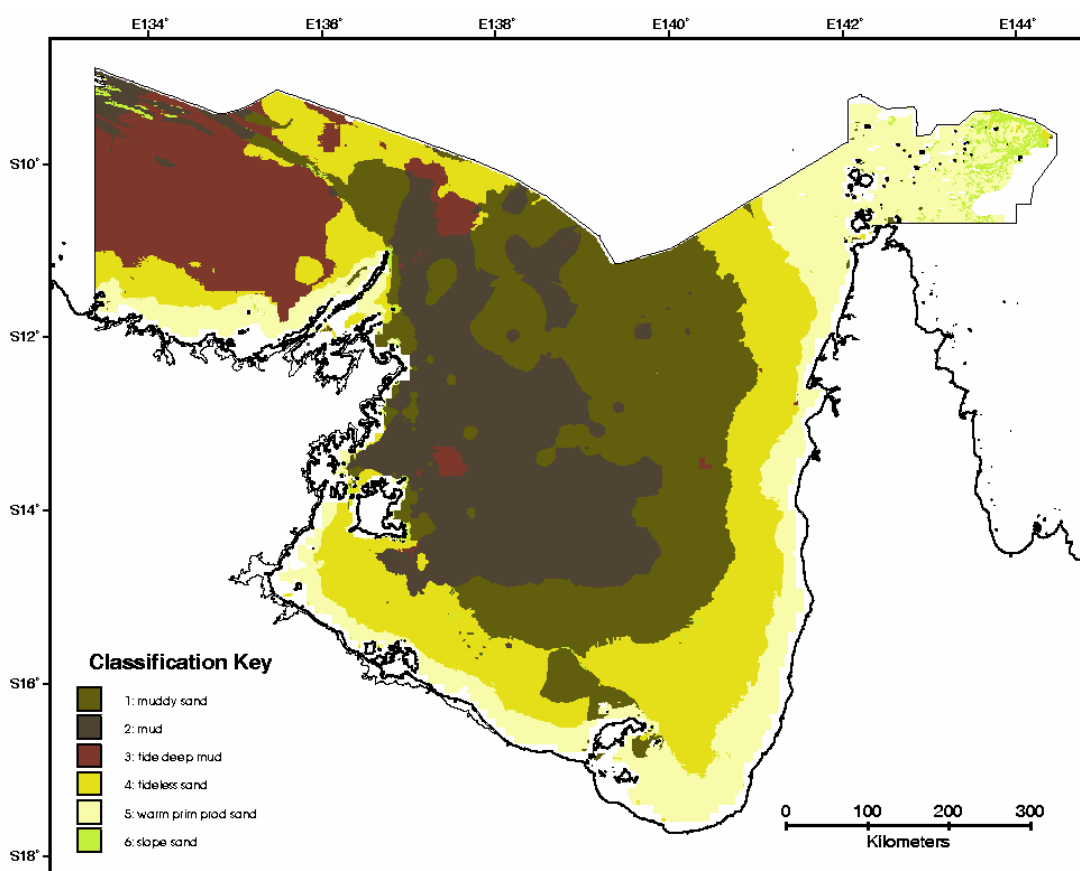 E134° E136° E138° E140° E142° E144°
S10°
S12°
S14°
S16°
S18°
Classification Key
1: muddy sand
2: mud
3: tide deep mud
4: tideless sand
5: warm prim prod sand
6: slope sand
0 100 200 300
Kilometers